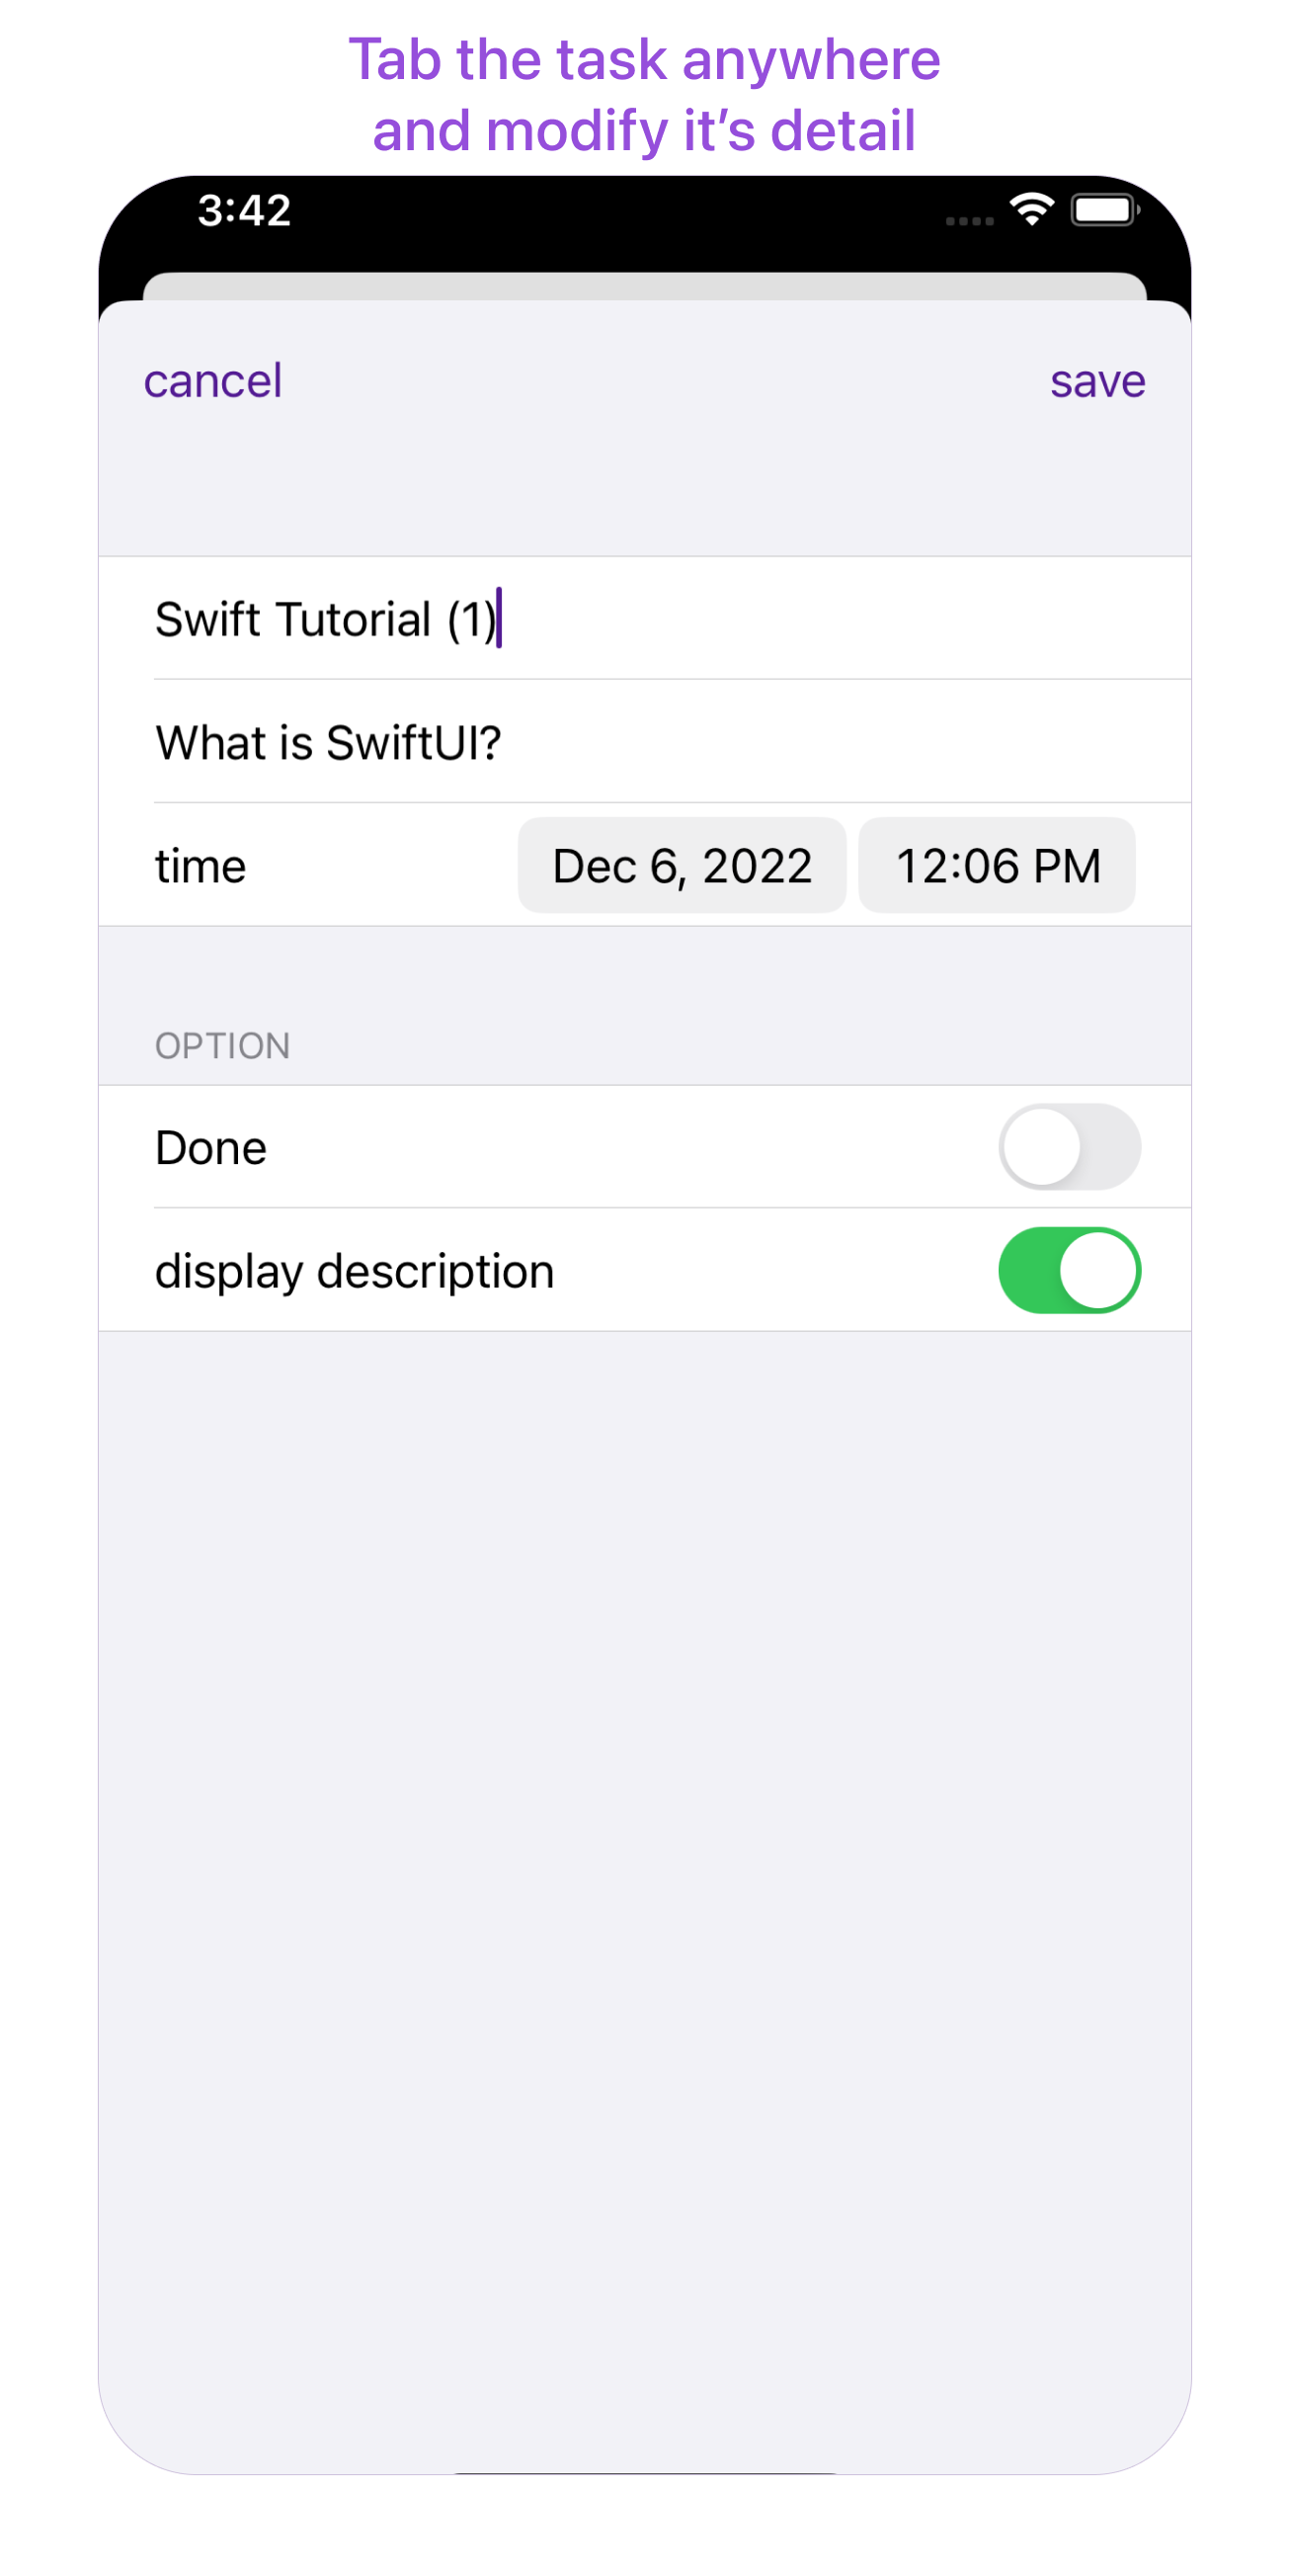 Tab the task anywhere
and modify it’s detail
3:42
cancel save
Swift Tutorial (1)
What is SwiftUI?
time Dec 6, 2022 12:06 PM
OPTION
Done
display description